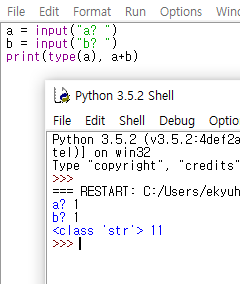 File Edit Format Run Options Window
a = input("a? ")
b = input("b? ")
print(type(a), a+b)
Python 3.5.2 Shell
File Edit Shell Debug Option
Python 3.5.2 (v3.5.2:4def2a
tel)] on win32
Type "copyright", "credits"
>>>
=== RESTART: C:/Users/ekyuh
a? 1
b? 1
<class 'str'> 11
>>>